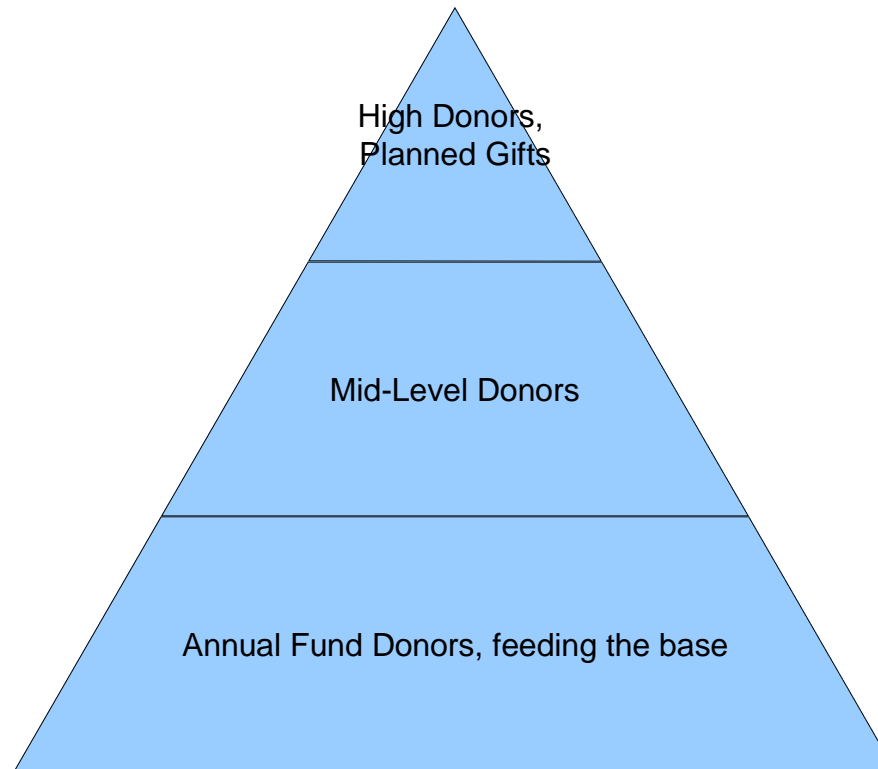 High Donors,
Planned Gifts
Mid-Level Donors
Annual Fund Donors, feeding the base